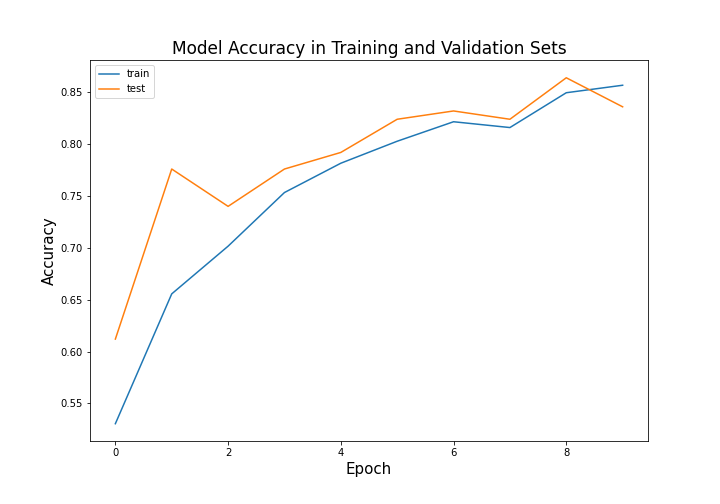 Model Accuracy in Training and Validation Sets
train
test
0.85
0.80
0.75
0.70
0.65
0.60
0.55
Accuracy
0 2 4 6 8
Epoch